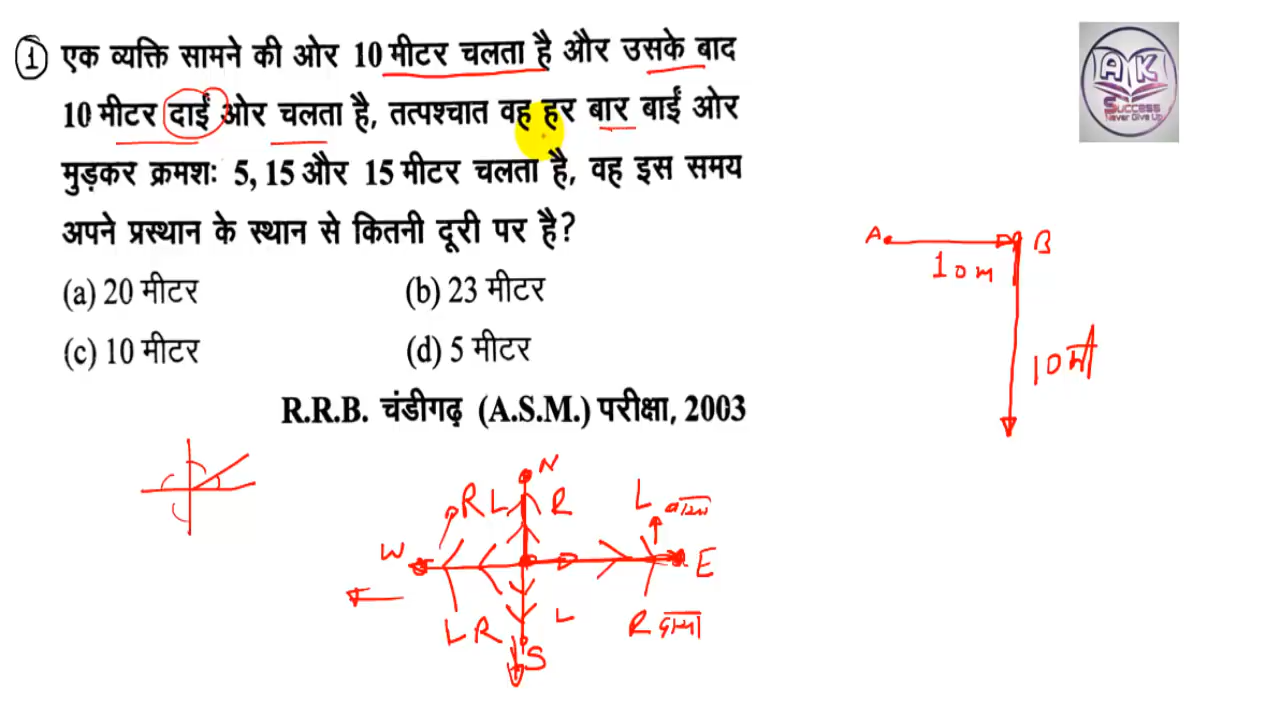 1 एक व्यक्ति सामने की ओर 10 मीटर चलता है और उसके बाद
10 मीटर दाईं ओर चलता है, तत्पश्चात वह हर बार बाईं ओर
मुड़कर क्रमशः 5, 15 और 15 मीटर चलता है, वह इस समय
अपने प्रस्थान के स्थान से कितनी दूरी पर है?
(a) 20 मीटर (b) 23 मीटर
(c) 10 मीटर (d) 5 मीटर
R.R.B. चंडीगढ़ (A.S.M.) परीक्षा, 2003
AK
Success
Never Give Up
A B
10m
10मी
N
R L R L बायाँ
W E
L R L R दायाँ
S